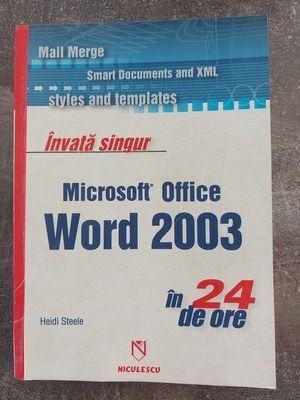 Mail Merge
Smart Documents and XML
styles and templates
Învată singur
Microsoft® Office
Word 2003
în 24
de ore
Heidi Steele
NICULESCU